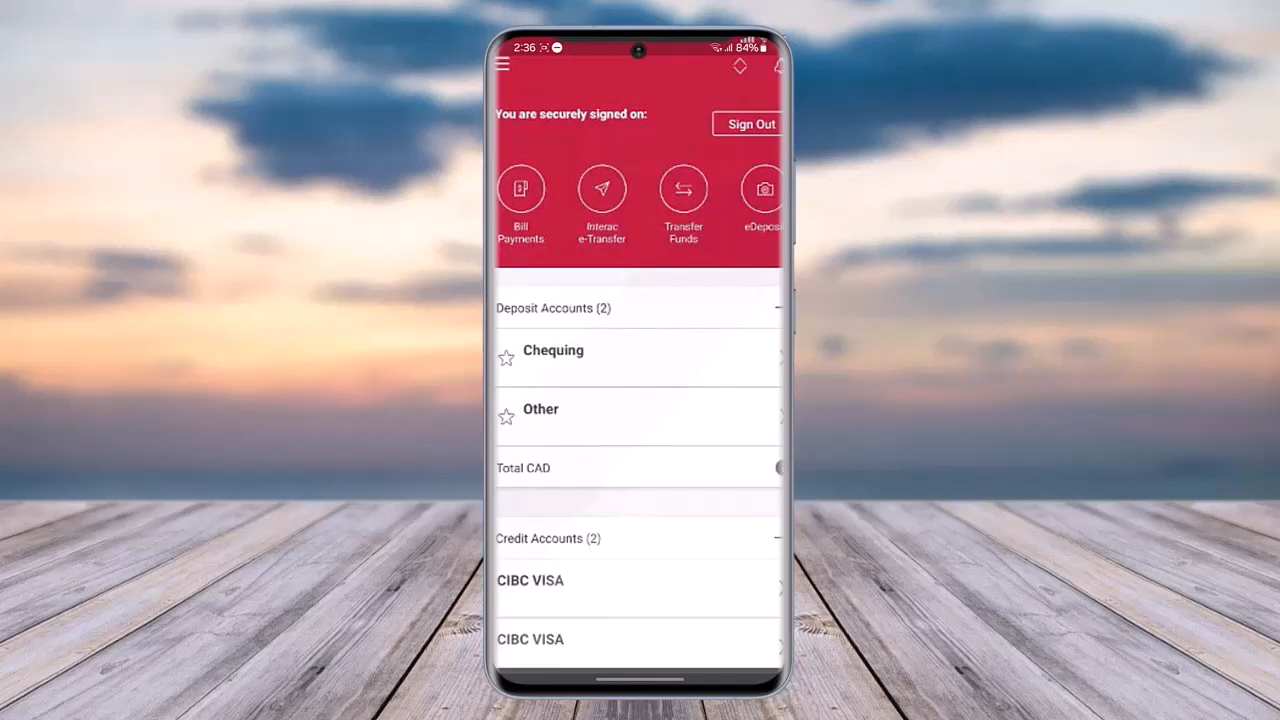 2:36 84%
You are securely signed on:
Sign Out
Bill Payments
Interac e-Transfer
Transfer Funds
eDeposi
Deposit Accounts (2)
Chequing
Other
Total CAD
Credit Accounts (2)
CIBC VISA
CIBC VISA